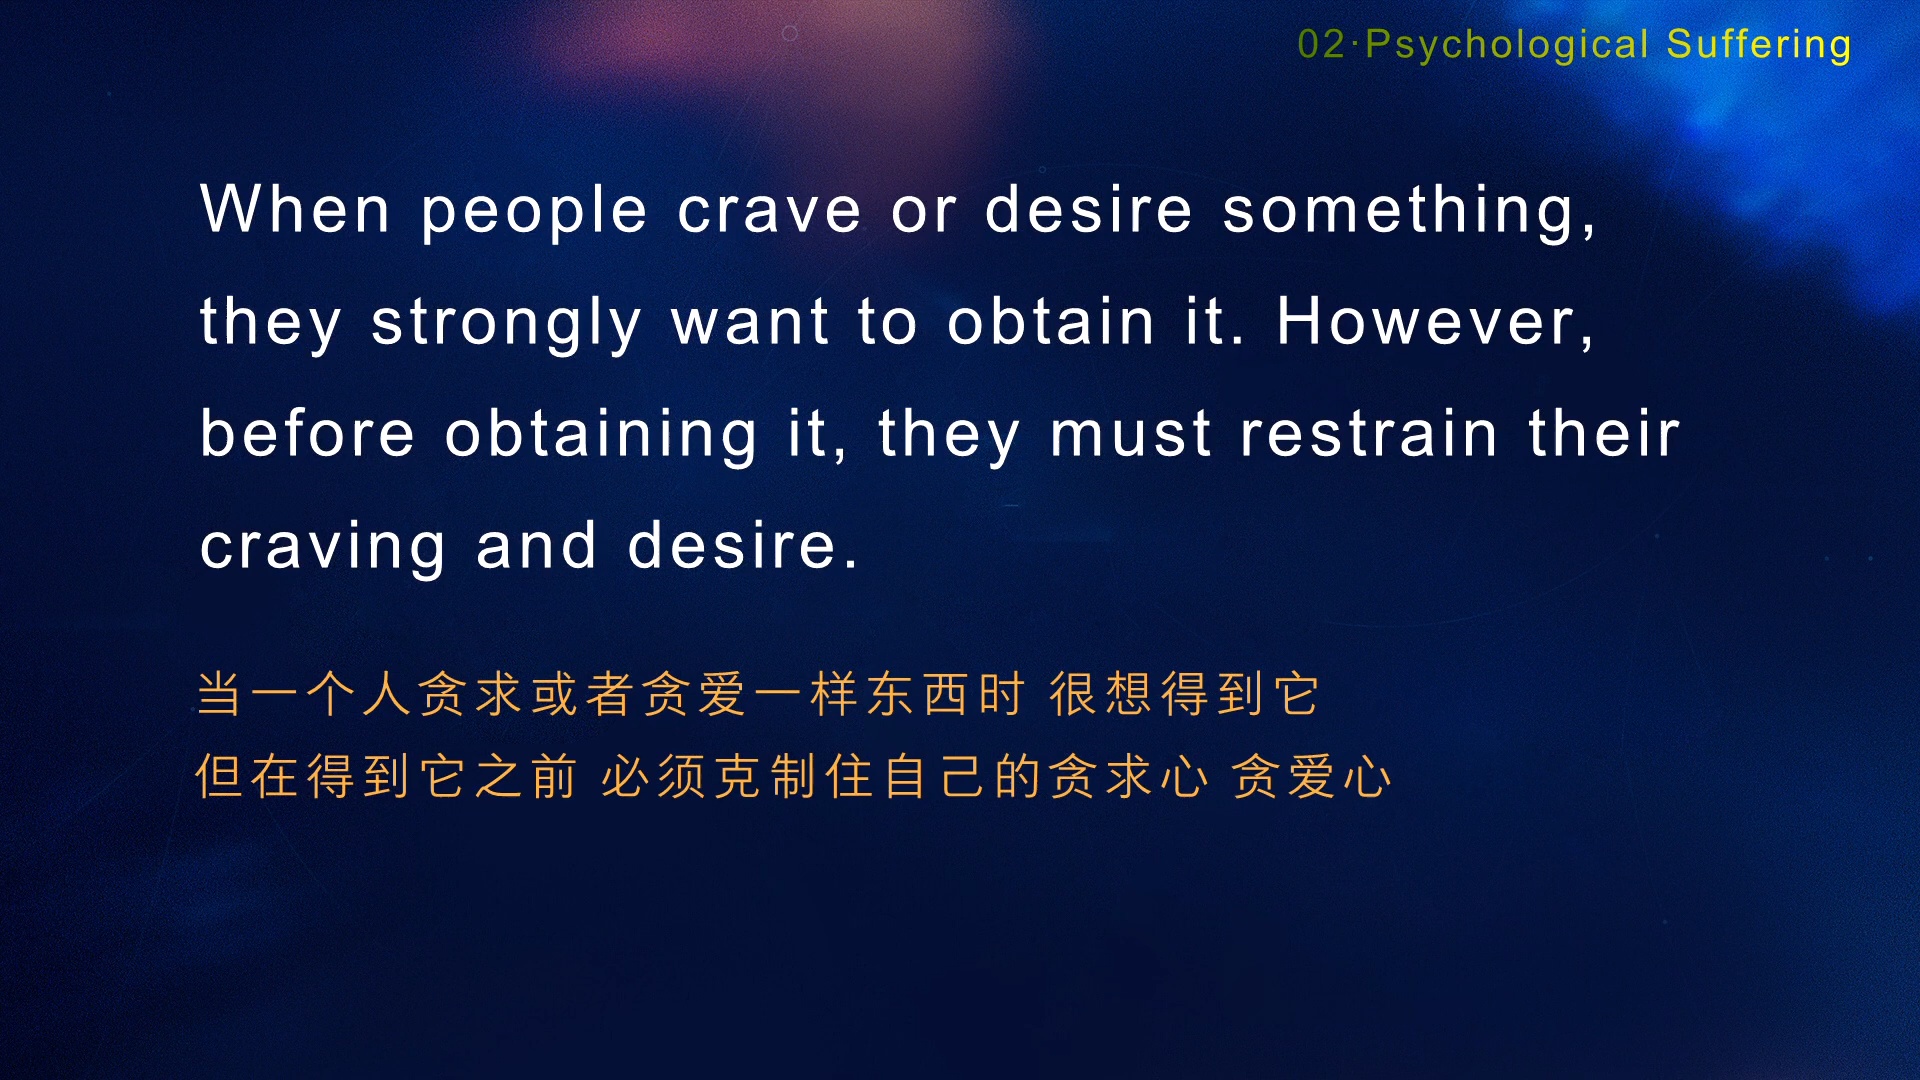 02·Psychological Suffering
When people crave or desire something,
they strongly want to obtain it. However,
before obtaining it, they must restrain their
craving and desire.
当一个人贪求或者贪爱一样东西时 很想得到它
但在得到它之前 必须克制住自己的贪求心 贪爱心